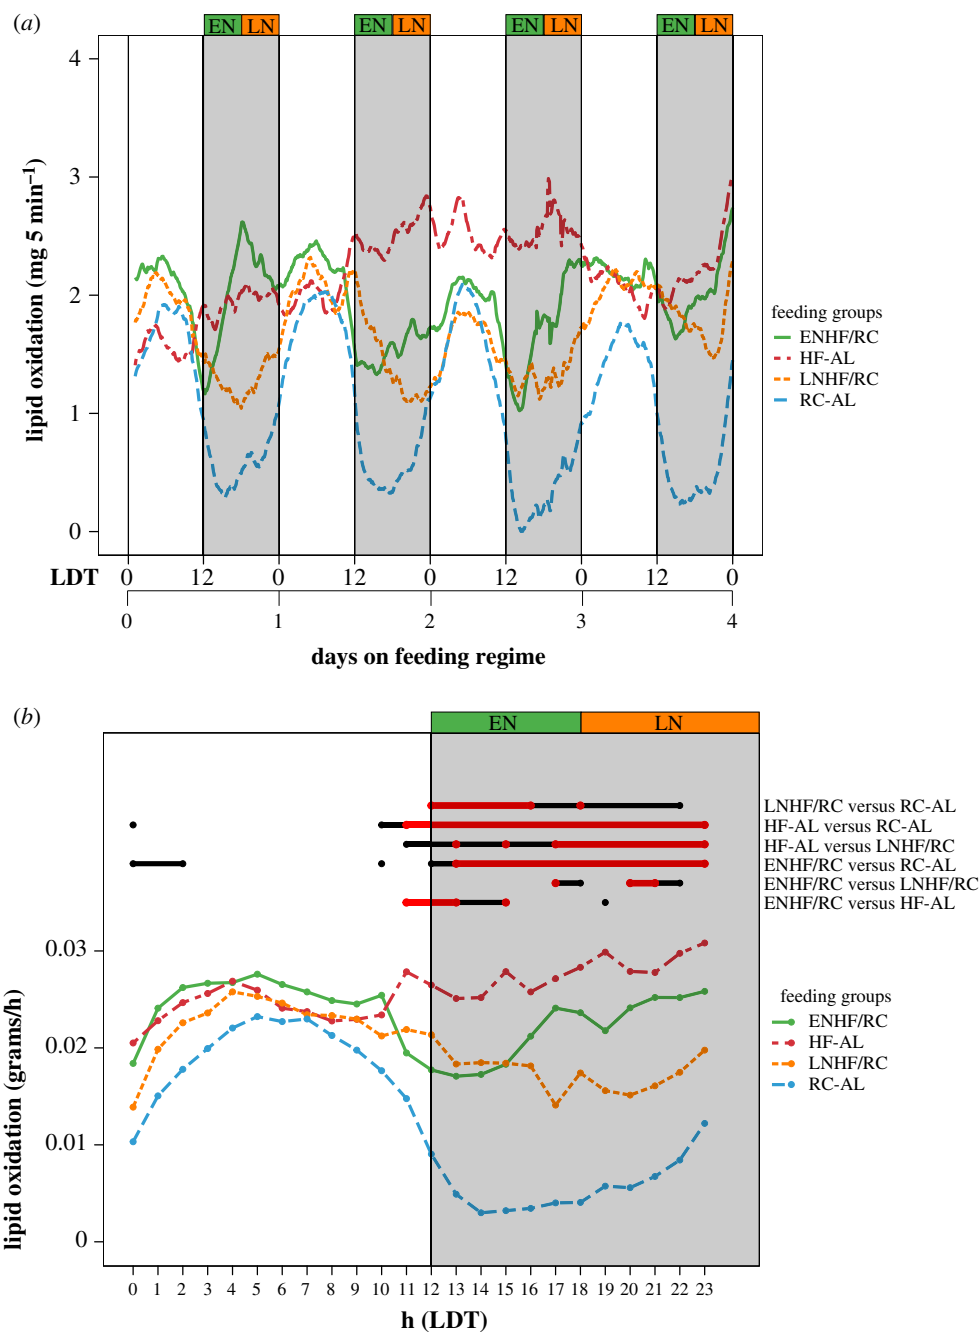 (a)
EN LN EN LN EN LN EN LN
4
3
2
1
0
lipid oxidation (mg 5 min⁻¹)
feeding groups
ENHF/RC
HF-AL
LNHF/RC
RC-AL
LDT 0 12 0 12 0 12 0 12 0
0 1 2 3 4
days on feeding regime
(b)
EN LN
LNHF/RC versus RC-AL
HF-AL versus RC-AL
HF-AL versus LNHF/RC
ENHF/RC versus RC-AL
ENHF/RC versus LNHF/RC
ENHF/RC versus HF-AL
0.03
0.02
0.01
0
lipid oxidation (grams/h)
feeding groups
ENHF/RC
HF-AL
LNHF/RC
RC-AL
0 1 2 3 4 5 6 7 8 9 10 11 12 13 14 15 16 17 18 19 20 21 22 23
h (LDT)